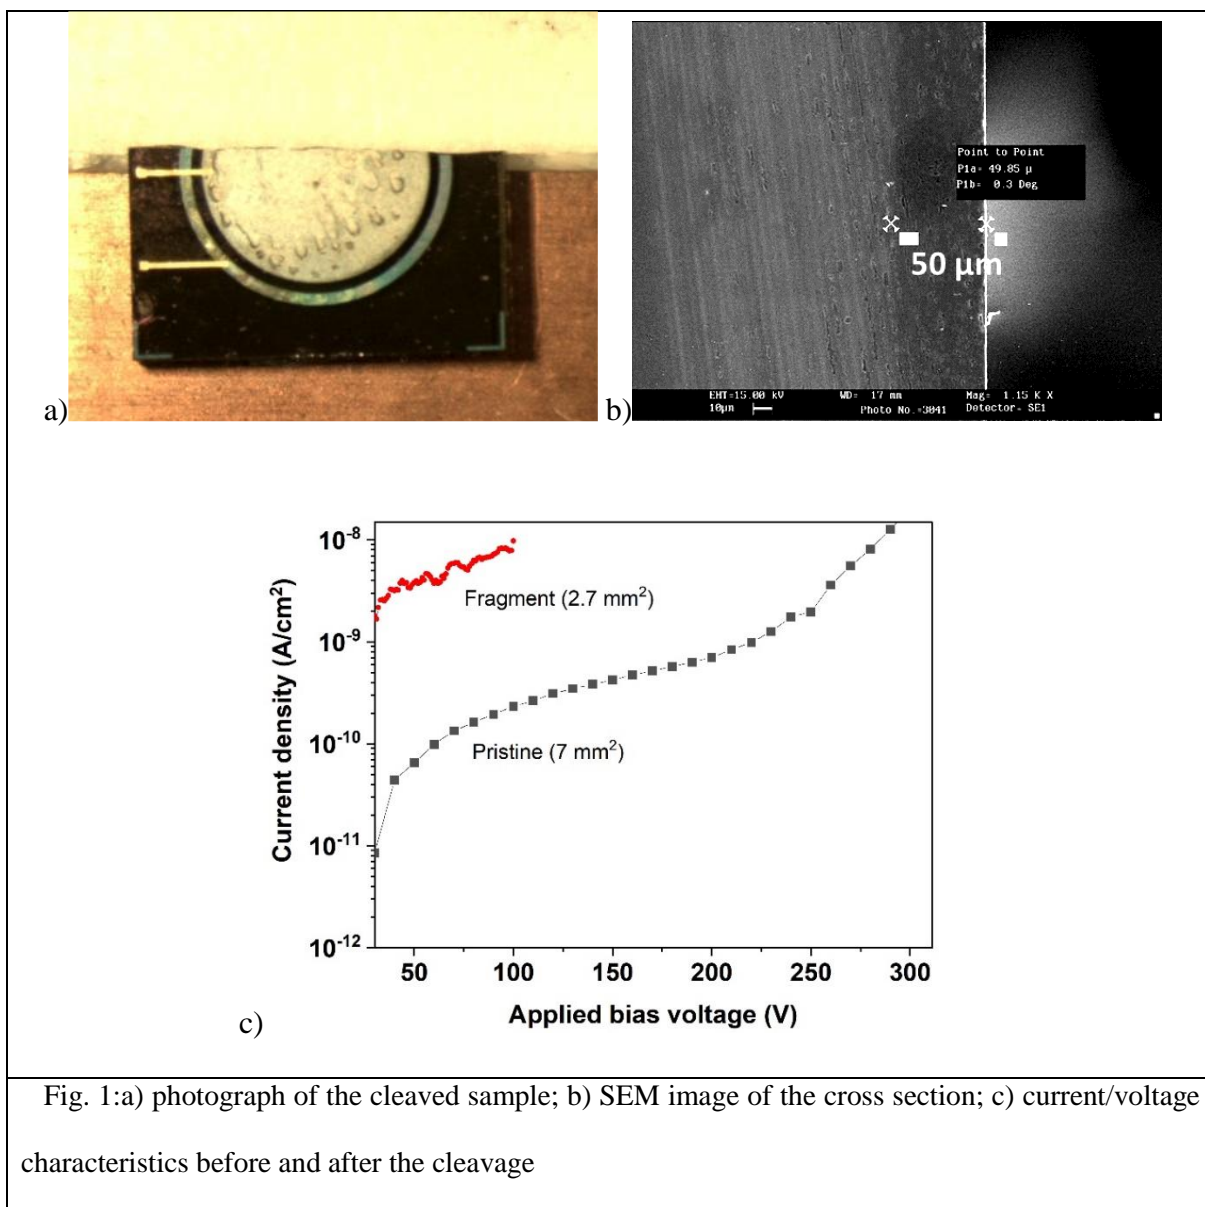 a)
b)
Point to Point
P1a= 49.85 µ
P1b= 0.3 Deg
50 µm
EHT=15.00 kV WD= 17 mm Mag= 1.15 K X
10µm Photo No.=3041 Detector= SE1
Current density (A/cm²)
10⁻⁸
10⁻⁹
10⁻¹⁰
10⁻¹¹
10⁻¹²
Fragment (2.7 mm²)
Pristine (7 mm²)
50 100 150 200 250 300
Applied bias voltage (V)
c)
Fig. 1:a) photograph of the cleaved sample; b) SEM image of the cross section; c) current/voltage
characteristics before and after the cleavage